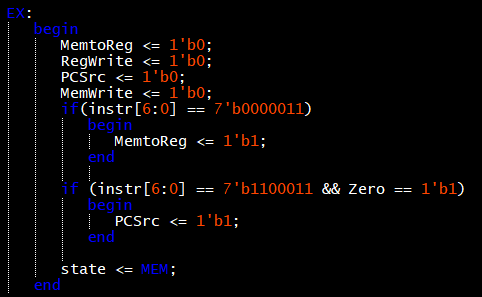 EX:
begin
MemtoReg <= 1'b0;
RegWrite <= 1'b0;
PCSrc <= 1'b0;
MemWrite <= 1'b0;
if(instr[6:0] == 7'b0000011)
begin
MemtoReg <= 1'b1;
end
if (instr[6:0] == 7'b1100011 && Zero == 1'b1)
begin
PCSrc <= 1'b1;
end
state <= MEM;
end